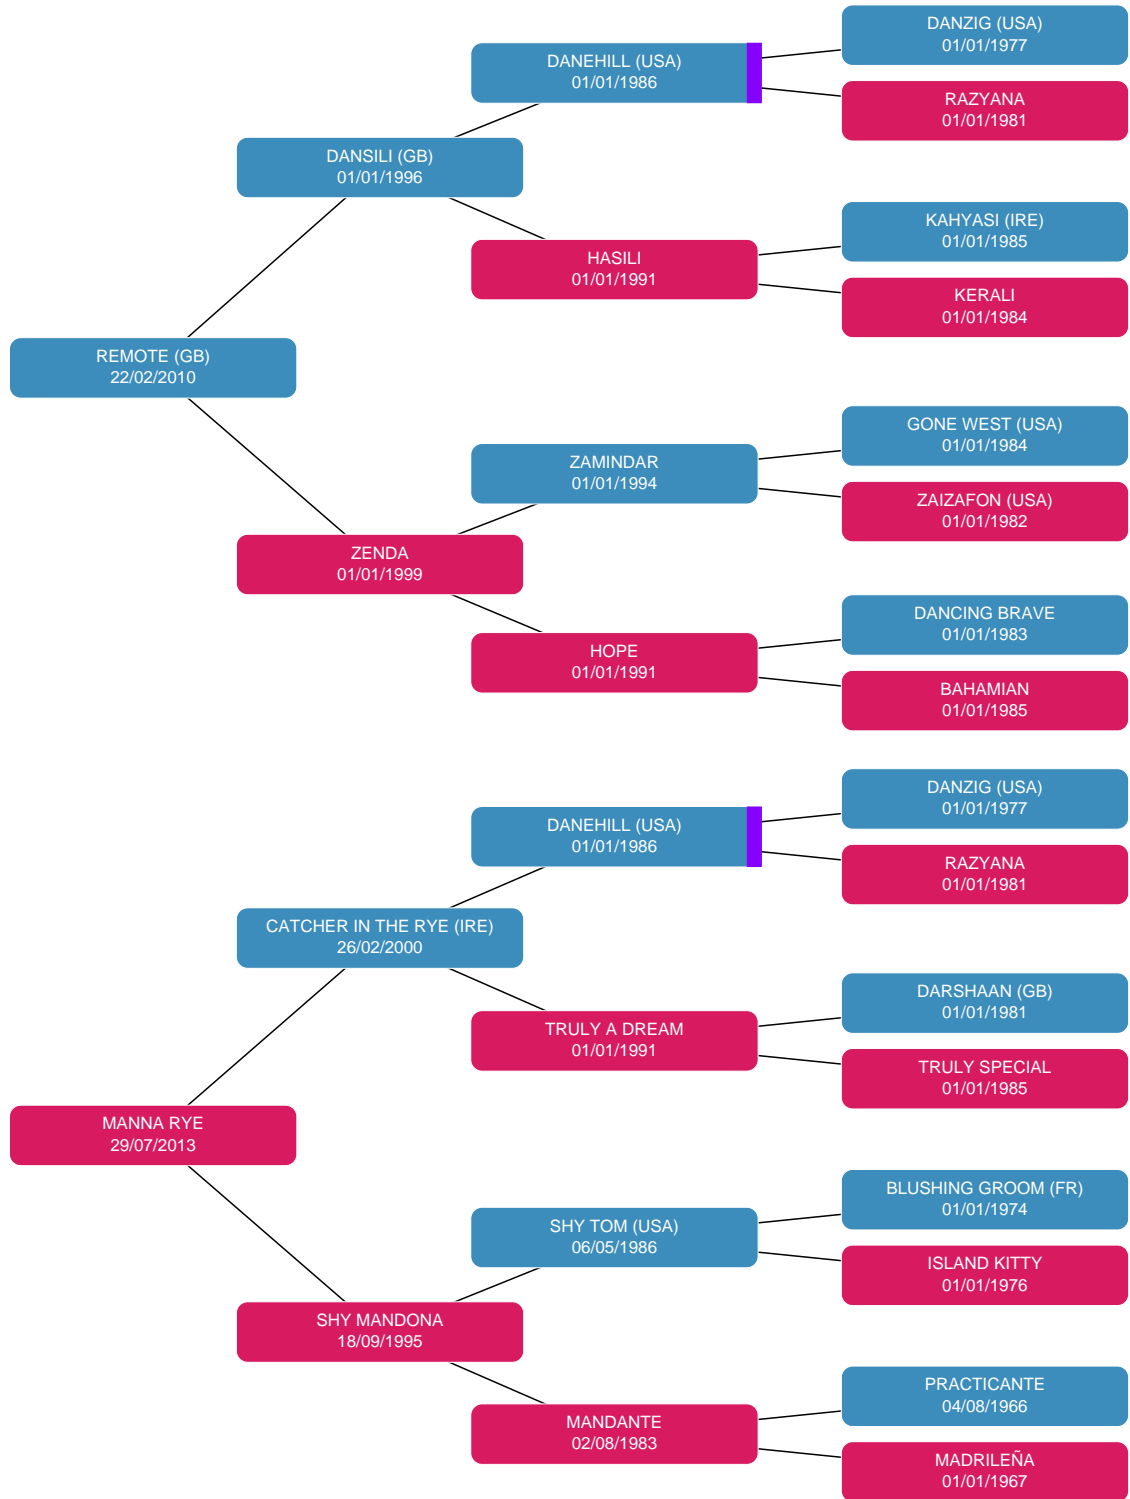 DANZIG (USA)
01/01/1977
DANEHILL (USA)
01/01/1986
RAZYANA
01/01/1981
DANSILI (GB)
01/01/1996
KAHYASI (IRE)
01/01/1985
HASILI
01/01/1991
KERALI
01/01/1984
REMOTE (GB)
22/02/2010
GONE WEST (USA)
01/01/1984
ZAMINDAR
01/01/1994
ZAIZAFON (USA)
01/01/1982
ZENDA
01/01/1999
DANCING BRAVE
01/01/1983
HOPE
01/01/1991
BAHAMIAN
01/01/1985
DANZIG (USA)
01/01/1977
DANEHILL (USA)
01/01/1986
RAZYANA
01/01/1981
CATCHER IN THE RYE (IRE)
26/02/2000
DARSHAAN (GB)
01/01/1981
TRULY A DREAM
01/01/1991
TRULY SPECIAL
01/01/1985
MANNA RYE
29/07/2013
BLUSHING GROOM (FR)
01/01/1974
SHY TOM (USA)
06/05/1986
ISLAND KITTY
01/01/1976
SHY MANDONA
18/09/1995
PRACTICANTE
04/08/1966
MANDANTE
02/08/1983
MADRILEÑA
01/01/1967